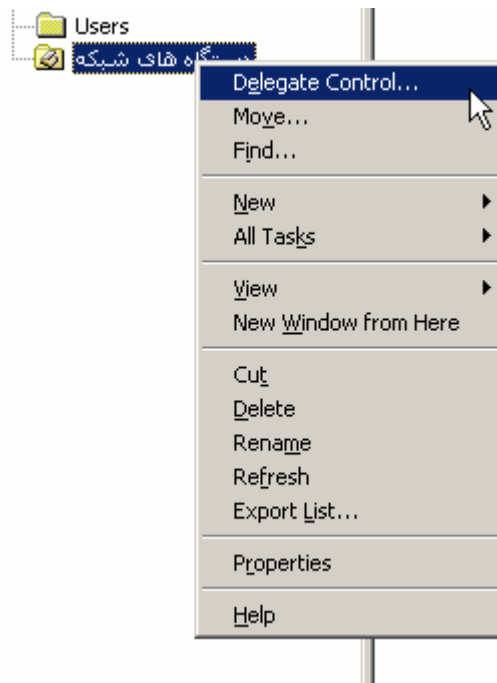 Users
دستگاه های شبکه
Delegate Control...
Move...
Find...
New
All Tasks
View
New Window from Here
Cut
Delete
Rename
Refresh
Export List...
Properties
Help